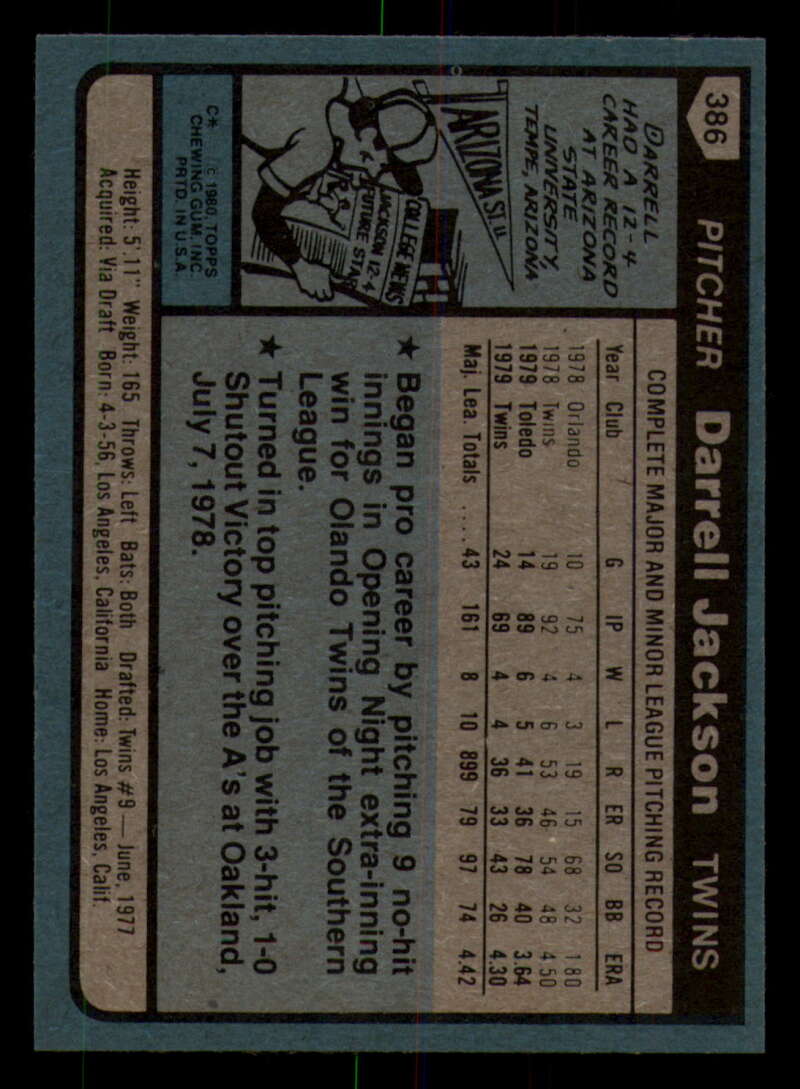 386
PITCHER Darrell Jackson TWINS
DARRELL
HAD A 12-4
CAREER RECORD
AT ARIZONA
STATE
UNIVERSITY,
TEMPE, ARIZONA
ARIZONA ST. U
COLLEGE NEWS
JACKSON 12-4
FUTURE STAR
C* © 1980, TOPPS
CHEWING GUM, INC.
PRTD. IN U.S.A.
COMPLETE MAJOR AND MINOR LEAGUE PITCHING RECORD
Year Club G IP W L R ER SO BB ERA
1978 Orlando 10 75 4 3 19 15 68 32 1.80
1978 Twins 19 92 4 6 53 46 54 48 4.50
1979 Toledo 14 89 6 5 41 36 78 40 3.64
1979 Twins 24 69 4 4 36 33 43 26 4.30
Maj. Lea. Totals ..... 43 161 8 10 899 79 97 74 4.42
★ Began pro career by pitching 9 no-hit
innings in Opening Night extra-inning
win for Olando Twins of the Southern
League.
★ Turned in top pitching job with 3-hit, 1-0
Shutout Victory over the A's at Oakland,
July 7, 1978.
Height: 5'.11" Weight: 165 Throws: Left Bats: Both Drafted: Twins #9 — June, 1977
Acquired: Via Draft Born: 4-3-56, Los Angeles, California Home: Los Angeles, Calif.